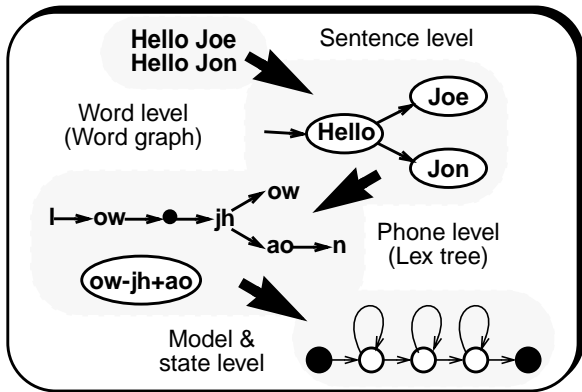 Hello Joe
Hello Jon
Sentence level
Word level
(Word graph)
Hello
Joe
Jon
l ow jh ow
ao n
ow-jh+ao
Phone level
(Lex tree)
Model &
state level